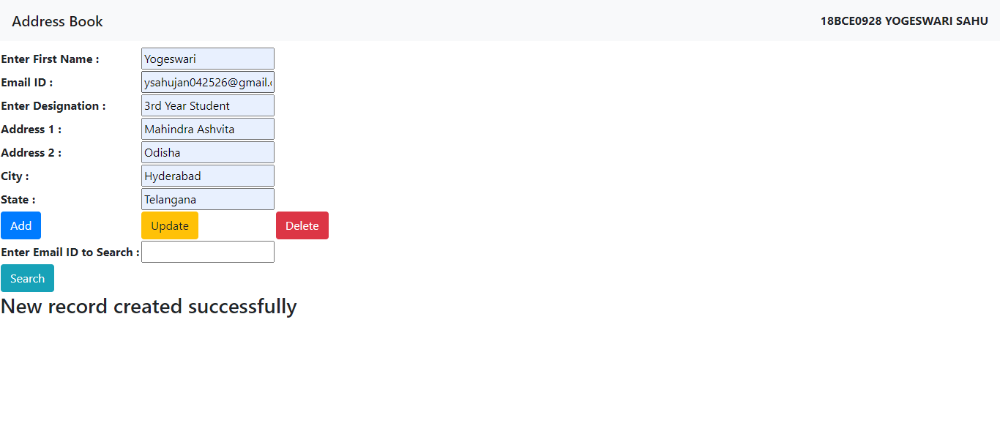 Address Book 18BCE0928 YOGESWARI SAHU
Enter First Name : Yogeswari
Email ID : ysahujan042526@gmail.
Enter Designation : 3rd Year Student
Address 1 : Mahindra Ashvita
Address 2 : Odisha
City : Hyderabad
State : Telangana
Add Update Delete
Enter Email ID to Search :
Search
New record created successfully